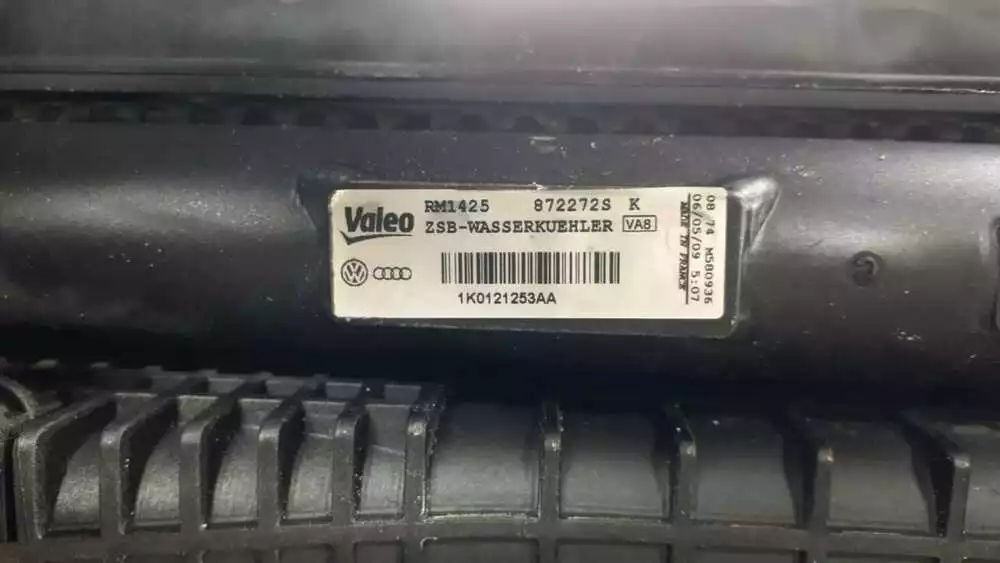 Valeo
RM1425 872272S K
ZSB-WASSERKUEHLER VA8
1K0121253AA
08 74 M580936
06/05/09 5:07
MADE IN FRANCE